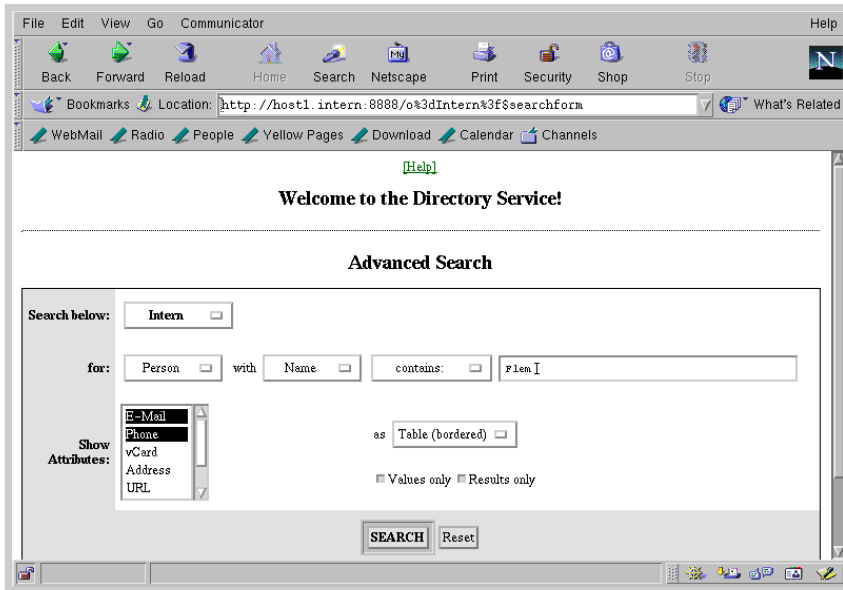 File Edit View Go Communicator Help
Back Forward Reload Home Search Netscape Print Security Shop Stop
My N
Bookmarks Location: http://host1.intern:8888/o%3dIntern%3f$searchform What's Related
WebMail Radio People Yellow Pages Download Calendar Channels
[Help]
Welcome to the Directory Service!
Advanced Search
Search below: Intern
for: Person with Name contains: Flem
Show Attributes:
E-Mail
Phone
vCard
Address
URL
as Table (bordered)
Values only Results only
SEARCH Reset